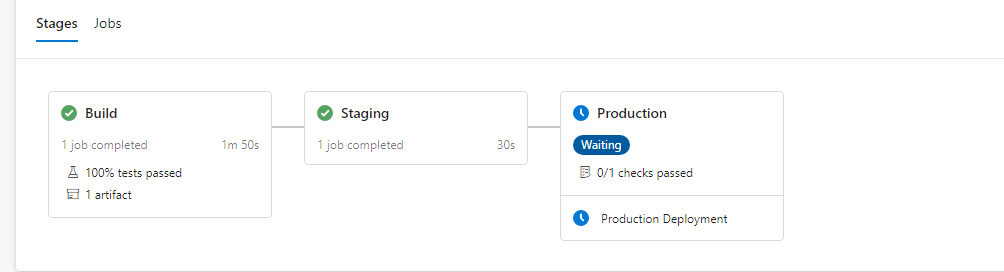 Stages Jobs
Build
1 job completed 1m 50s
100% tests passed
1 artifact
Staging
1 job completed 30s
Production
Waiting
0/1 checks passed
Production Deployment